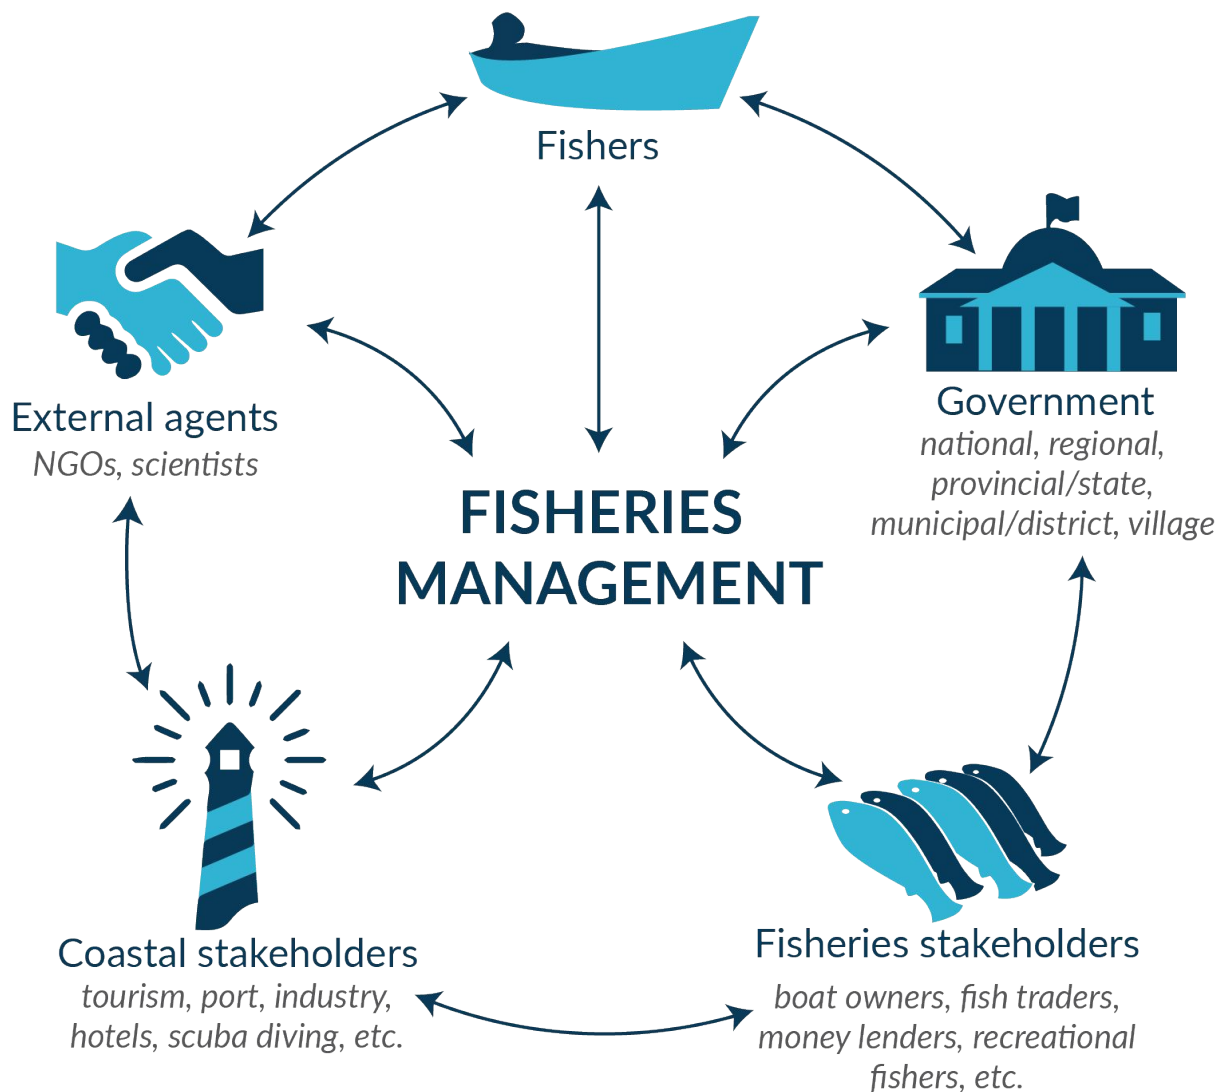 Fishers
External agents
NGOs, scientists
Government
national, regional,
provincial/state,
municipal/district, village
FISHERIES
MANAGEMENT
Coastal stakeholders
tourism, port, industry,
hotels, scuba diving, etc.
Fisheries stakeholders
boat owners, fish traders,
money lenders, recreational
fishers, etc.